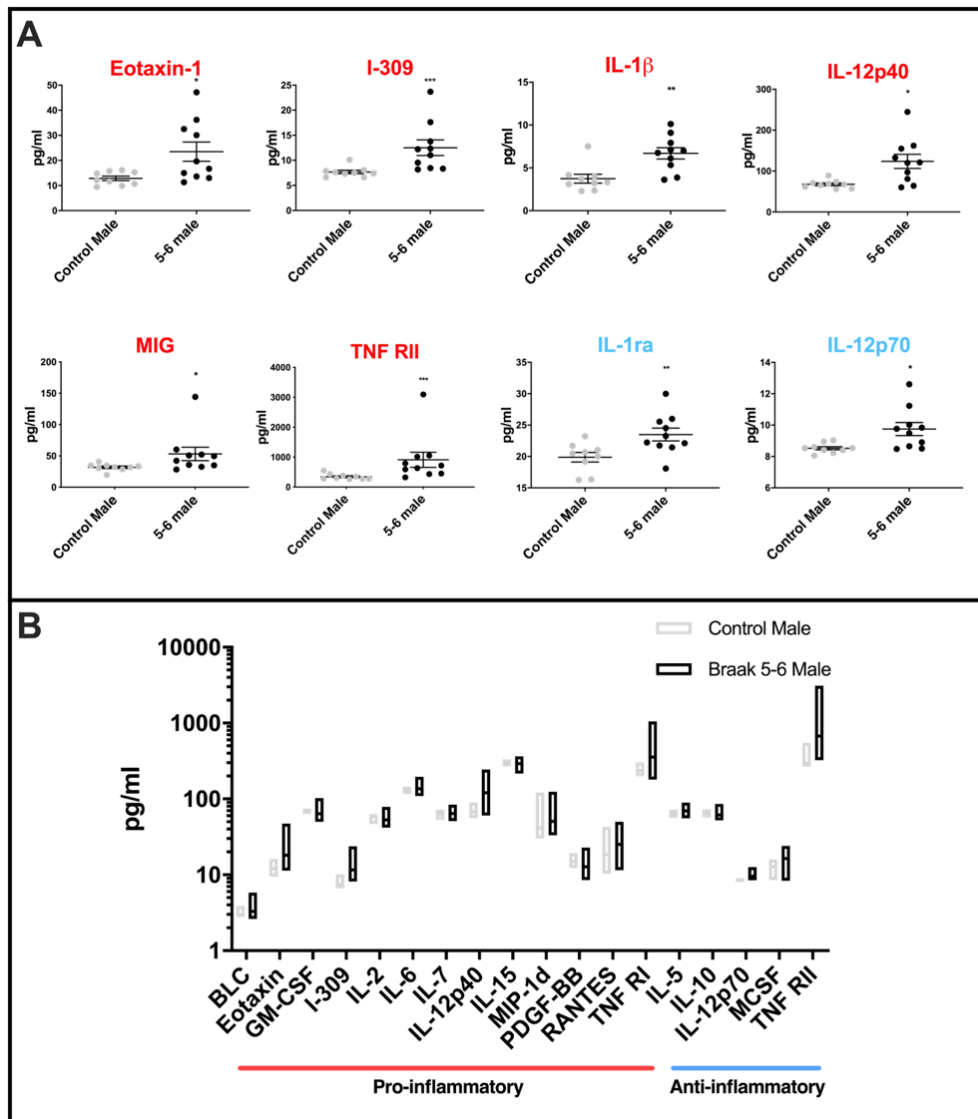 A
Eotaxin-1
*
50
40
30
20
10
0
pg/ml
Control Male
5-6 male
I-309
***
25
20
15
10
5
0
pg/ml
Control Male
5-6 male
IL-1β
**
10
5
0
pg/ml
Control Male
5-6 male
IL-12p40
*
300
200
100
0
pg/ml
Control Male
5-6 male
MIG
*
200
150
100
50
0
pg/ml
Control Male
5-6 male
TNF RII
***
4000
3000
2000
1000
0
pg/ml
Control Male
5-6 male
IL-1ra
**
35
30
25
20
15
pg/ml
Control Male
5-6 male
IL-12p70
*
14
12
10
8
6
pg/ml
Control Male
5-6 male
B
Control Male
Braak 5-6 Male
10000
1000
100
10
1
pg/ml
BLC
Eotaxin
GM-CSF
I-309
IL-2
IL-6
IL-7
IL-12p40
IL-15
MIP-1d
PDGF-BB
RANTES
TNF RI
IL-5
IL-10
IL-12p70
MCSF
TNF RII
Pro-inflammatory
Anti-inflammatory